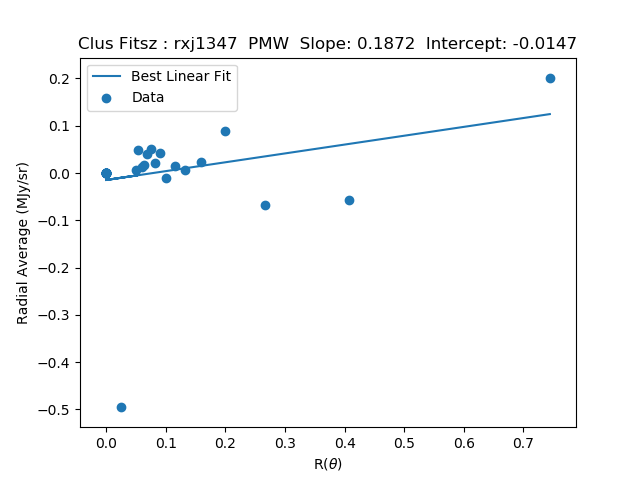 Clus Fitsz : rxj1347  PMW  Slope: 0.1872  Intercept: -0.0147
Best Linear Fit
Data
Radial Average (MJy/sr)
0.2
0.1
0.0
−0.1
−0.2
−0.3
−0.4
−0.5
0.0 0.1 0.2 0.3 0.4 0.5 0.6 0.7
R(θ)